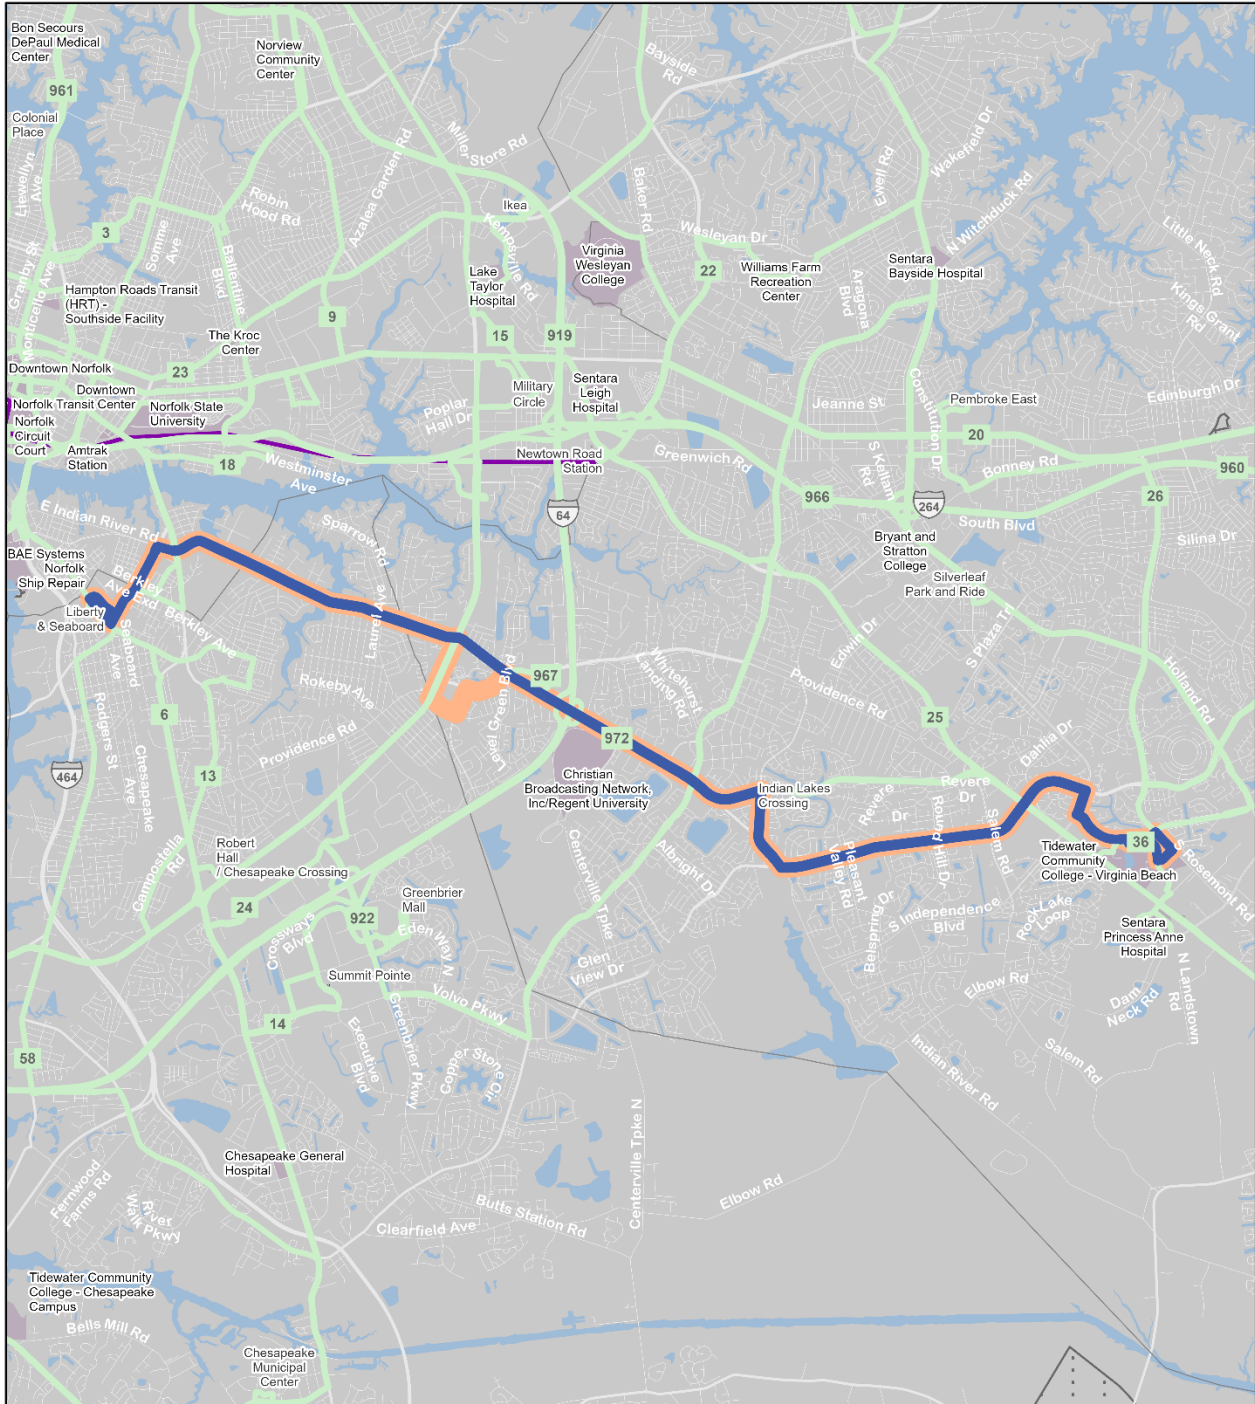 Bon Secours
DePaul Medical
Center
Norview
Community
Center
Bayside
Rd
961
Colonial
Place
Miller
Store Rd
Wakefield Dr
Llewellyn
Ave
Azalea Garden Rd
Baker Rd
Ewell Rd
Robin
Hood Rd
Ikea
Kempsville Rd
N Witchduck Rd
3
Somme
Ave
Wesleyan Dr
Little Neck Rd
Granby St
Ballentine
Blvd
Virginia
Wesleyan
College
Sentara
Bayside Hospital
22
Williams Farm
Recreation
Center
Lake
Taylor
Hospital
Aragona
Blvd
Monticello Ave
Hampton Roads Transit
(HRT) -
Southside Facility
Kings Grant
Rd
9
15
919
The Kroc
Center
Downtown Norfolk
23
Sentara
Leigh
Hospital
Military
Circle
Constitution Dr
Edinburgh Dr
Downtown
Norfolk Transit Center
Norfolk State
University
Poplar
Hall Dr
Jeanne St
Pembroke East
Norfolk
Circuit
Court
Amtrak
Station
18
Westminster
Ave
Newtown Road
Station
Greenwich Rd
S Kellam
Rd
20
Bonney Rd
960
966
26
264
64
South Blvd
E Indian River Rd
Sparrow Rd
Bryant and
Stratton
College
Silina Dr
BAE Systems
Norfolk
Ship Repair
Berkley
Ave Exd
Berkley Ave
Laurel Ave
Silverleaf
Park and Ride
Liberty
& Seaboard
Seaboard
Ave
Edwin Dr
S Plaza Trl
Whitehurst
Landing Rd
Holland Rd
967
Rokeby Ave
Level Green Blvd
Providence Rd
6
Rodgers St
25
Providence Rd
972
Dahlia Dr
464
13
Chesapeake
Ave
Christian
Broadcasting Network,
Inc/Regent University
Indian Lakes
Crossing
Revere
Dr
Revere
Dr
Round Hill Dr
Salem Rd
36
Pleasant
Valley Rd
Tidewater
Community
College - Virginia Beach
S Rosemont Rd
Robert
Hall
/ Chesapeake Crossing
Centerville Tpke
Albright Dr
Campostella
Rd
Greenbrier
Mall
24
922
Eden Way N
Crossways
Blvd
Belspring Dr
S Independence
Blvd
Rock Lake
Loop
Sentara
Princess Anne
Hospital
Glen
View Dr
Summit Pointe
Elbow Rd
N Landstown
Rd
Volvo Pkwy
Dam
Neck Rd
14
Greenbrier Pkwy
Executive
Blvd
Copper Stone Cir
Indian River Rd
Salem Rd
58
Centerville Tpke N
Chesapeake General
Hospital
Fernwood
Farms Rd
River
Walk Pkwy
Elbow Rd
Butts Station Rd
Clearfield Ave
Tidewater Community
College - Chesapeake
Campus
Bells Mill Rd
Chesapeake
Municipal
Center